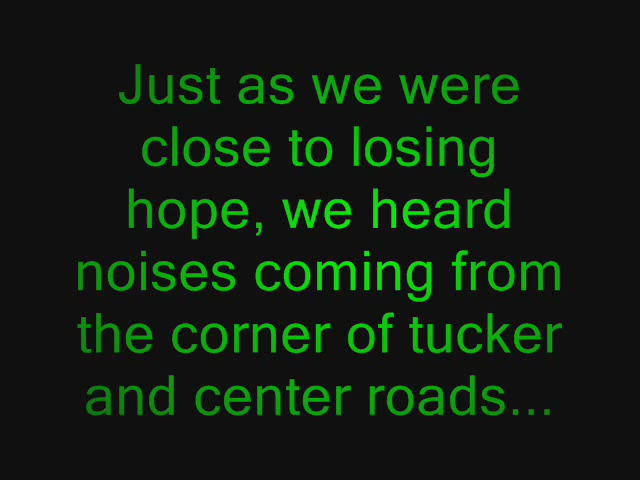 Just as we were
close to losing
hope, we heard
noises coming from
the corner of tucker
and center roads...